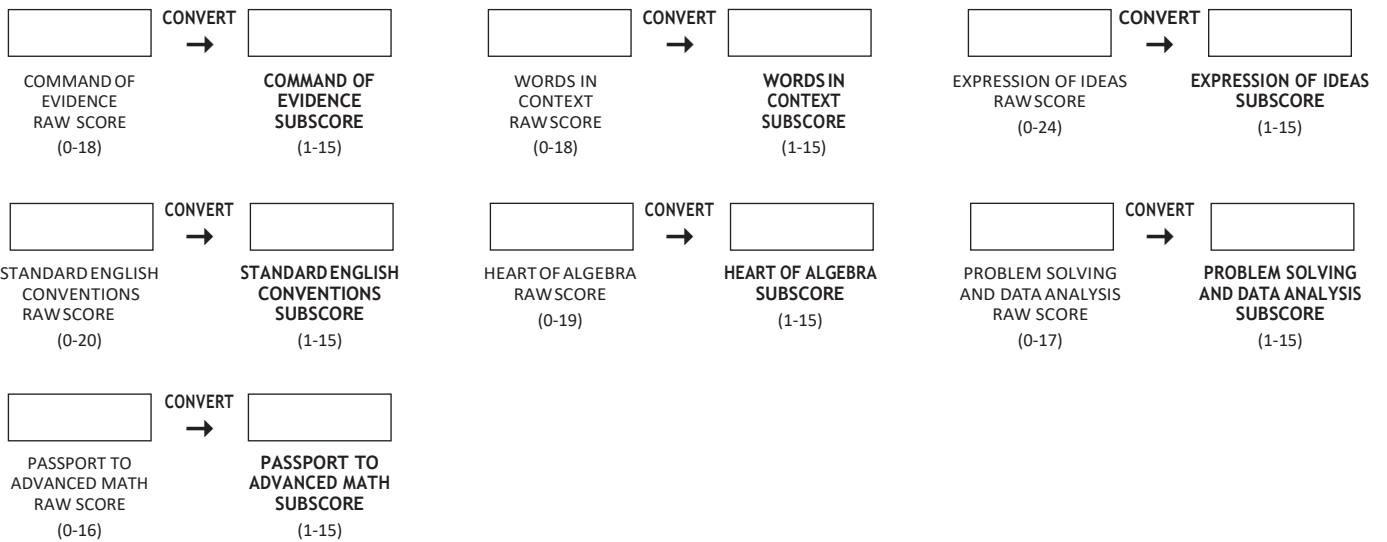 CONVERT
→
COMMAND OF
EVIDENCE
RAW SCORE
(0-18)
COMMAND OF
EVIDENCE
SUBSCORE
(1-15)
CONVERT
→
WORDS IN
CONTEXT
RAW SCORE
(0-18)
WORDS IN
CONTEXT
SUBSCORE
(1-15)
CONVERT
→
EXPRESSION OF IDEAS
RAW SCORE
(0-24)
EXPRESSION OF IDEAS
SUBSCORE
(1-15)
CONVERT
→
STANDARD ENGLISH
CONVENTIONS
RAW SCORE
(0-20)
STANDARD ENGLISH
CONVENTIONS
SUBSCORE
(1-15)
CONVERT
→
HEART OF ALGEBRA
RAW SCORE
(0-19)
HEART OF ALGEBRA
SUBSCORE
(1-15)
CONVERT
→
PROBLEM SOLVING
AND DATA ANALYSIS
RAW SCORE
(0-17)
PROBLEM SOLVING
AND DATA ANALYSIS
SUBSCORE
(1-15)
CONVERT
→
PASSPORT TO
ADVANCED MATH
RAW SCORE
(0-16)
PASSPORT TO
ADVANCED MATH
SUBSCORE
(1-15)